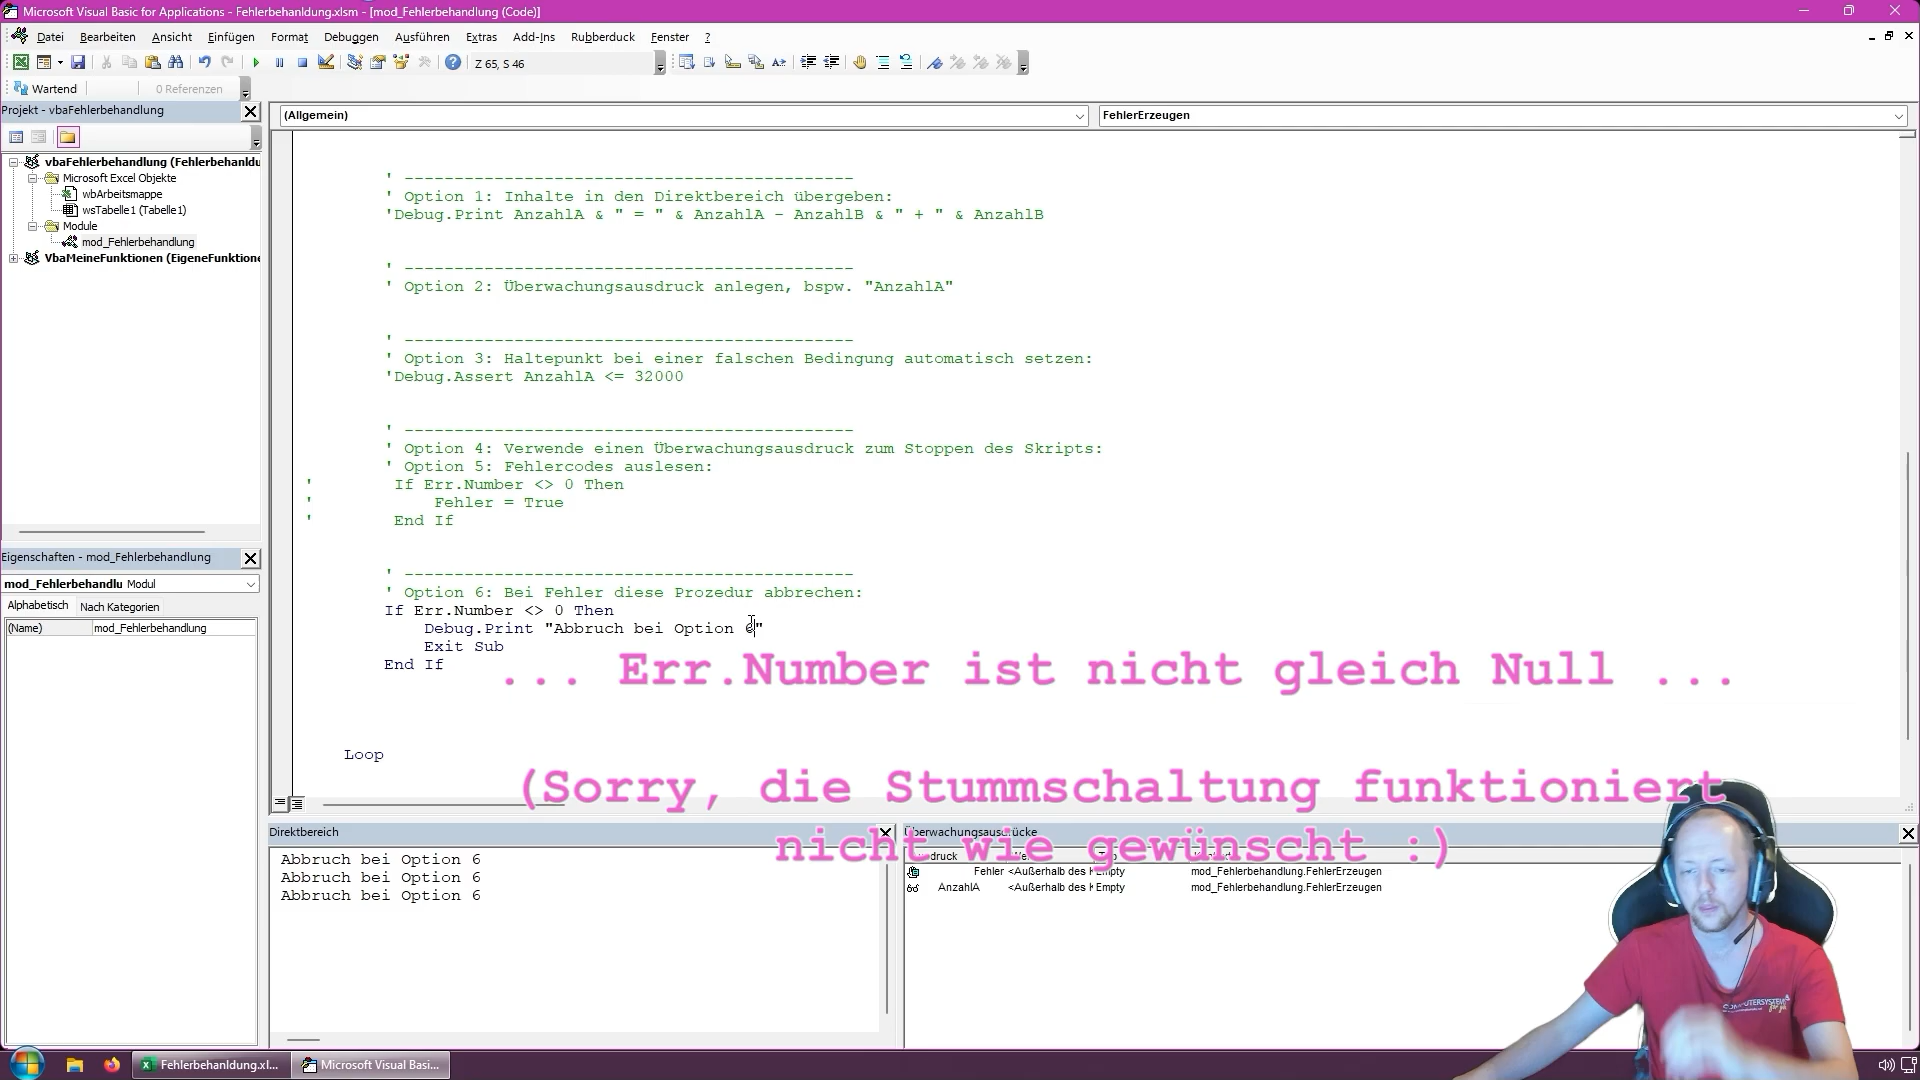 Microsoft Visual Basic for Applications - Fehlerbehanldung.xlsm - [mod_Fehlerbehandlung (Code)]
Datei Bearbeiten Ansicht Einfügen Format Debuggen Ausführen Extras Add-Ins Rubberduck Fenster ?
Z 65, S 46
Wartend 0 Referenzen
Projekt - vbaFehlerbehandlung
vbaFehlerbehandlung (Fehlerbehanldu
Microsoft Excel Objekte
wbArbeitsmappe
wsTabelle1 (Tabelle1)
Module
mod_Fehlerbehandlung
VbaMeineFunktionen (EigeneFunktione
Eigenschaften - mod_Fehlerbehandlung
mod_Fehlerbehandlu Modul
Alphabetisch Nach Kategorien
(Name) mod_Fehlerbehandlung
(Allgemein) FehlerErzeugen
' ---------------------------------------------
' Option 1: Inhalte in den Direktbereich übergeben:
'Debug.Print AnzahlA & " = " & AnzahlA - AnzahlB & " + " & AnzahlB
' ---------------------------------------------
' Option 2: Überwachungsausdruck anlegen, bspw. "AnzahlA"
' ---------------------------------------------
' Option 3: Haltepunkt bei einer falschen Bedingung automatisch setzen:
'Debug.Assert AnzahlA <= 32000
' ---------------------------------------------
' Option 4: Verwende einen Überwachungsausdruck zum Stoppen des Skripts:
' Option 5: Fehlercodes auslesen:
' If Err.Number <> 0 Then
' Fehler = True
' End If
' ---------------------------------------------
' Option 6: Bei Fehler diese Prozedur abbrechen:
If Err.Number <> 0 Then
Debug.Print "Abbruch bei Option 6"
Exit Sub
End If
... Err.Number ist nicht gleich Null ...
Loop
(Sorry, die Stummschaltung funktioniert
nicht wie gewünscht :)
Direktbereich
Abbruch bei Option 6
Abbruch bei Option 6
Abbruch bei Option 6
Überwachungsausdrücke
Fehler <Außerhalb des K Empty mod_Fehlerbehandlung.FehlerErzeugen
AnzahlA <Außerhalb des K Empty mod_Fehlerbehandlung.FehlerErzeugen
Fehlerbehanldung.xl... Microsoft Visual Basi...